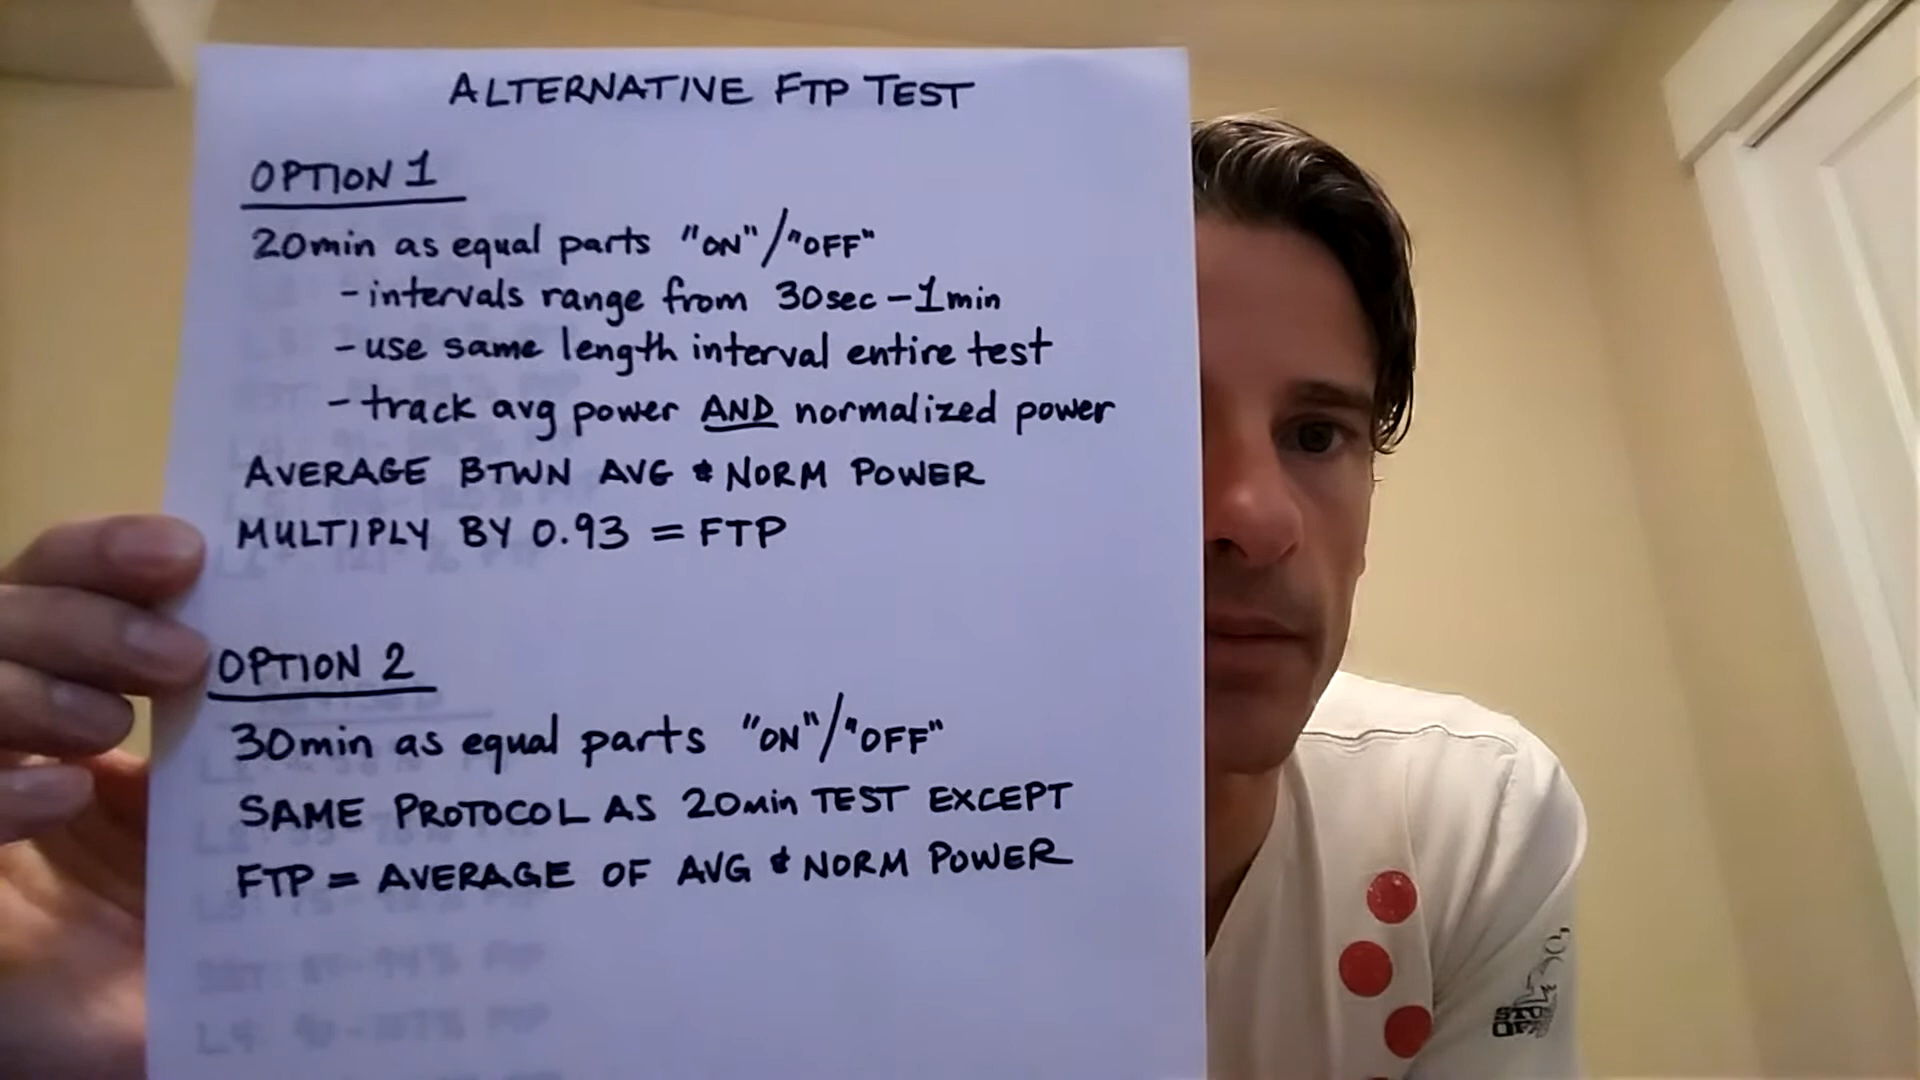 ALTERNATIVE FTP TEST
OPTION 1
20min as equal parts "ON"/"OFF"
- intervals range from 30sec - 1min
- use same length interval entire test
- track avg power AND normalized power
AVERAGE BTWN AVG & NORM POWER
MULTIPLY BY 0.93 = FTP
OPTION 2
30min as equal parts "ON"/"OFF"
SAME PROTOCOL AS 20min TEST EXCEPT
FTP = AVERAGE OF AVG & NORM POWER